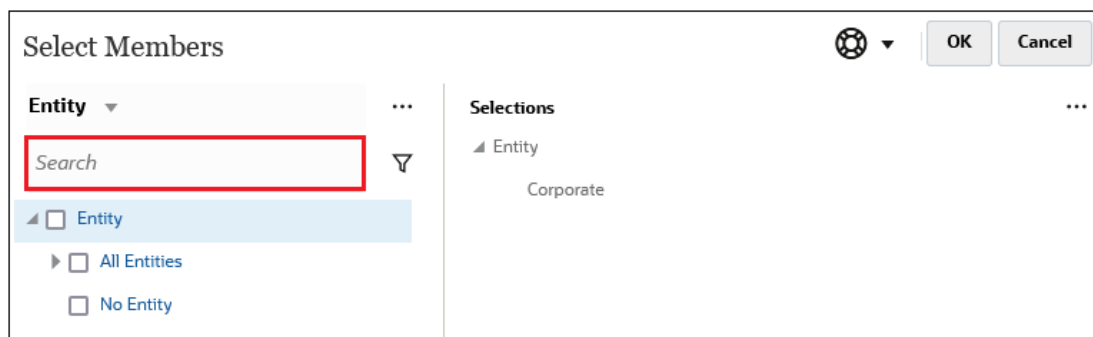 Select Members
OK
Cancel
Entity
...
Search
Entity
All Entities
No Entity
Selections
...
Entity
Corporate